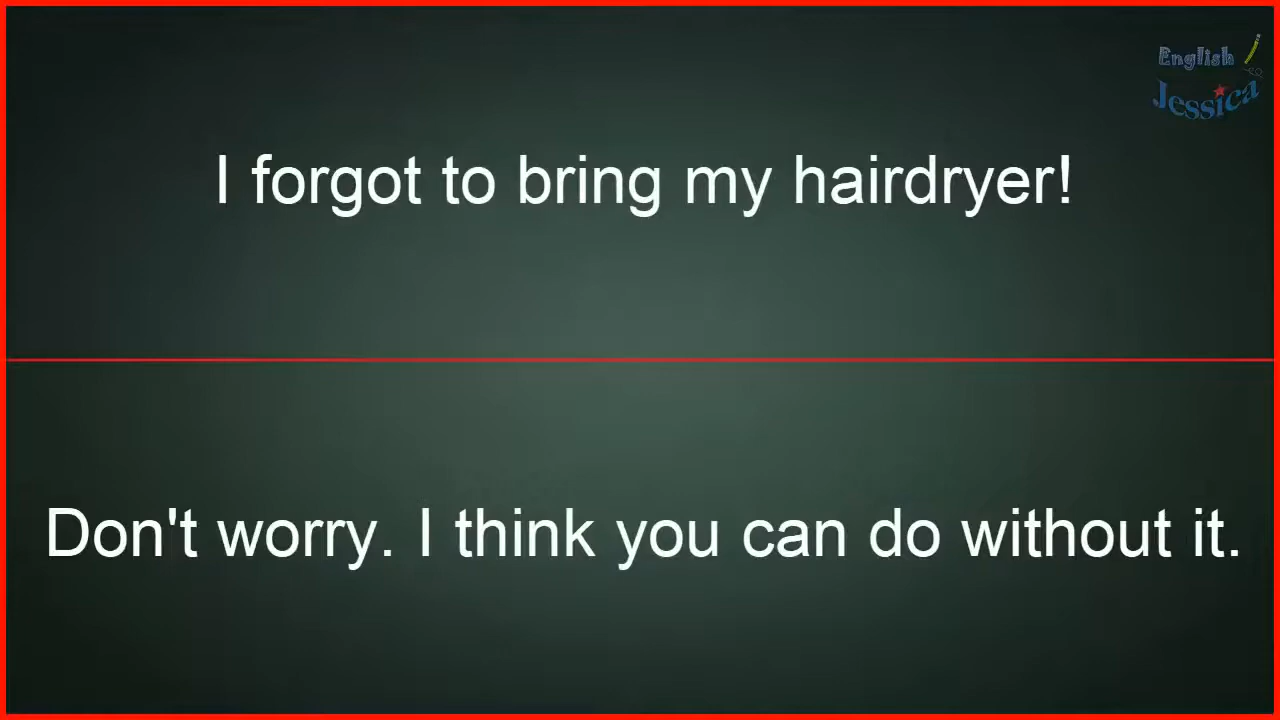 English
Jessica
I forgot to bring my hairdryer!
Don't worry. I think you can do without it.